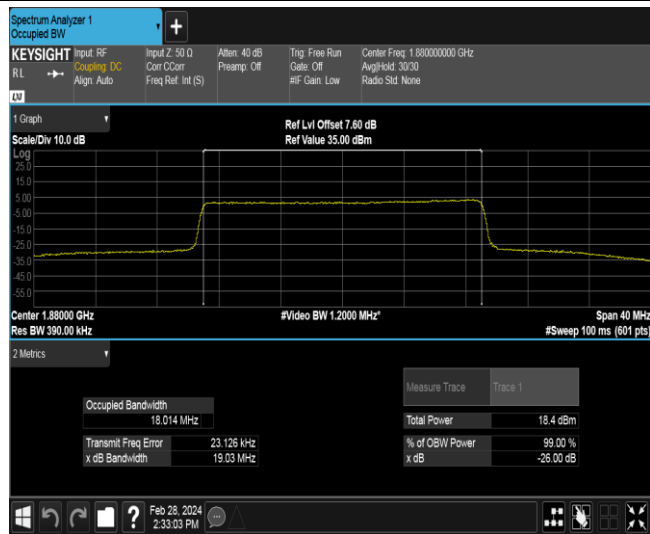 Spectrum Analyzer 1
Occupied BW
KEYSIGHT
RL
Input: RF
Coupling: DC
Align: Auto
Input Z: 50 Ω
Corr CCorr
Freq Ref: Int (S)
Atten: 40 dB
Preamp: Off
Trig: Free Run
Gate: Off
#IF Gain: Low
Center Freq: 1.880000000 GHz
Avg|Hold: 30/30
Radio Std: None
LXI
1 Graph
Scale/Div 10.0 dB
Ref Lvl Offset 7.60 dB
Ref Value 35.00 dBm
Log
25.0
15.0
5.00
-5.00
-15.0
-25.0
-35.0
-45.0
-55.0
Center 1.88000 GHz
#Video BW 1.2000 MHz*
Span 40 MHz
Res BW 390.00 kHz
#Sweep 100 ms (601 pts)
2 Metrics
Measure Trace
Trace 1
Occupied Bandwidth
18.014 MHz
Total Power
18.4 dBm
Transmit Freq Error
23.126 kHz
% of OBW Power
99.00 %
x dB Bandwidth
19.03 MHz
x dB
-26.00 dB
?
Feb 28, 2024
2:33:03 PM